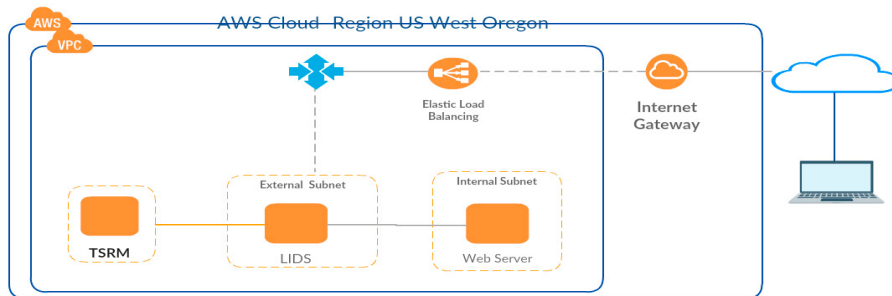 AWS Cloud Region US West Oregon
AWS
VPC
Elastic Load
Balancing
Internet
Gateway
External Subnet
Internal Subnet
TSRM
LIDS
Web Server